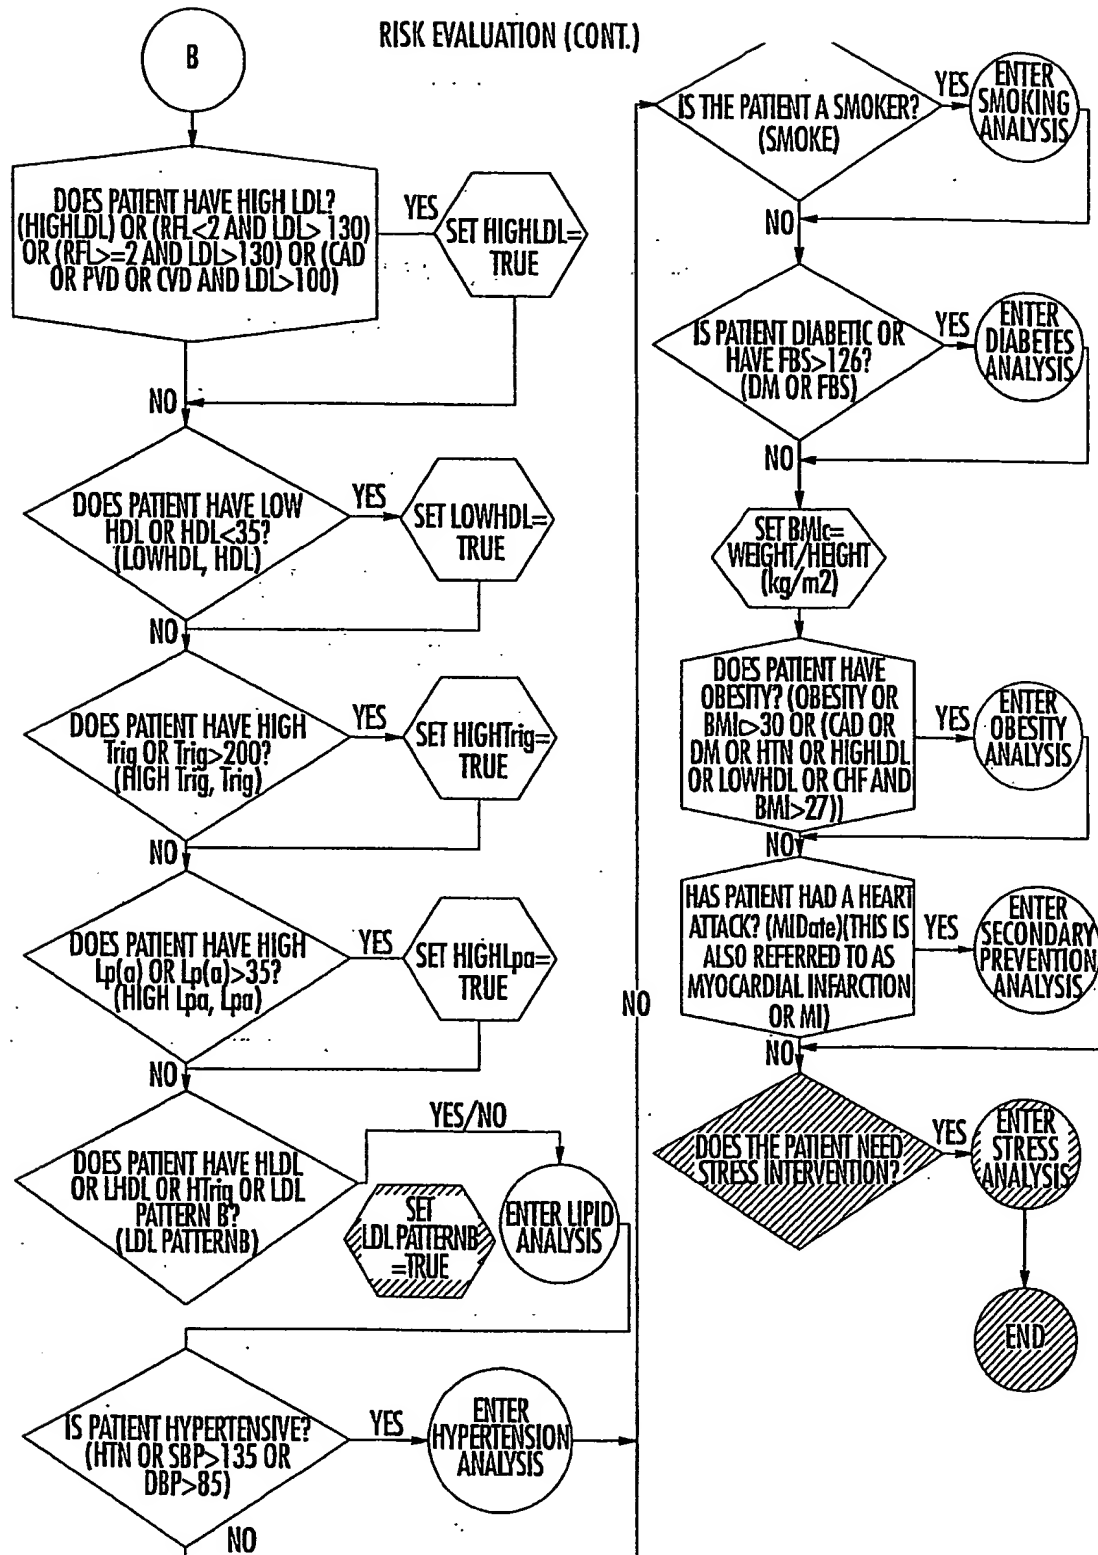 RISK EVALUATION (CONT.)
B
DOES PATIENT HAVE HIGH LDL?
(HIGHLDL) OR (RFL<2 AND LDL>130)
OR (RFL>=2 AND LDL>130) OR (CAD
OR PVD OR CVD AND LDL>100)
YES
SET HIGHLDL=
TRUE
NO
DOES PATIENT HAVE LOW
HDL OR HDL<35?
(LOWHDL, HDL)
YES
SET LOWHDL=
TRUE
NO
DOES PATIENT HAVE HIGH
Trig OR Trig>200?
(HIGH Trig, Trig)
YES
SET HIGHTrig=
TRUE
NO
DOES PATIENT HAVE HIGH
Lp(a) OR Lp(a)>35?
(HIGH Lpa, Lpa)
YES
SET HIGHLpa=
TRUE
NO
DOES PATIENT HAVE HLDL
OR LHDL OR HTrig OR LDL
PATTERN B?
(LDL PATTERNB)
YES/NO
SET
LDL PATTERNB
=TRUE
ENTER LIPID
ANALYSIS
IS PATIENT HYPERTENSIVE?
(HTN OR SBP>135 OR
DBP>85)
YES
ENTER
HYPERTENSION
ANALYSIS
NO
NO
IS THE PATIENT A SMOKER?
(SMOKE)
YES
ENTER
SMOKING
ANALYSIS
NO
IS PATIENT DIABETIC OR
HAVE FBS>126?
(DM OR FBS)
YES
ENTER
DIABETES
ANALYSIS
NO
SET BMIc=
WEIGHT/HEIGHT
(kg/m2)
DOES PATIENT HAVE
OBESITY? (OBESITY OR
BMIc>30 OR (CAD OR
DM OR HTN OR HIGHLDL
OR LOWHDL OR CHF AND
BMI>27))
YES
ENTER
OBESITY
ANALYSIS
NO
HAS PATIENT HAD A HEART
ATTACK? (MIDate)(THIS IS
ALSO REFERRED TO AS
MYOCARDIAL INFARCTION
OR MI)
YES
ENTER
SECONDARY
PREVENTION
ANALYSIS
NO
DOES THE PATIENT NEED
STRESS INTERVENTION?
YES
ENTER
STRESS
ANALYSIS
END